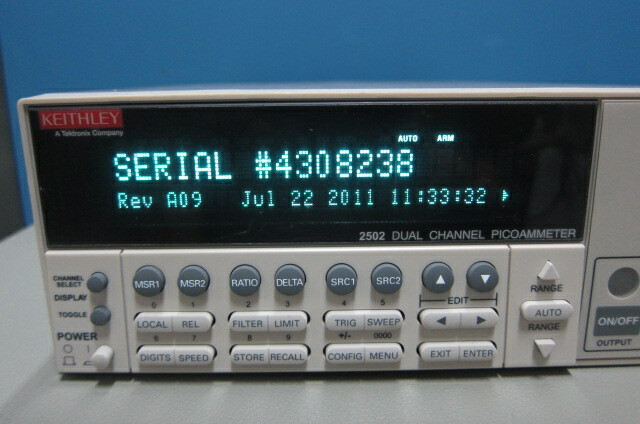 KEITHLEY
A Tektronix Company
AUTO ARM
SERIAL #4308238
Rev A09 Jul 22 2011 11:33:32
2502 DUAL CHANNEL PICOAMMETER
CHANNEL SELECT
DISPLAY
TOGGLE
POWER
O I
MSR1 MSR2 RATIO DELTA SRC1 SRC2
0 1 2 3 4 5
EDIT
LOCAL REL FILTER LIMIT TRIG SWEEP
6 7 8 9 +/- 0000
DIGITS SPEED STORE RECALL CONFIG MENU EXIT ENTER
RANGE
AUTO
RANGE
ON/OFF
OUTPUT